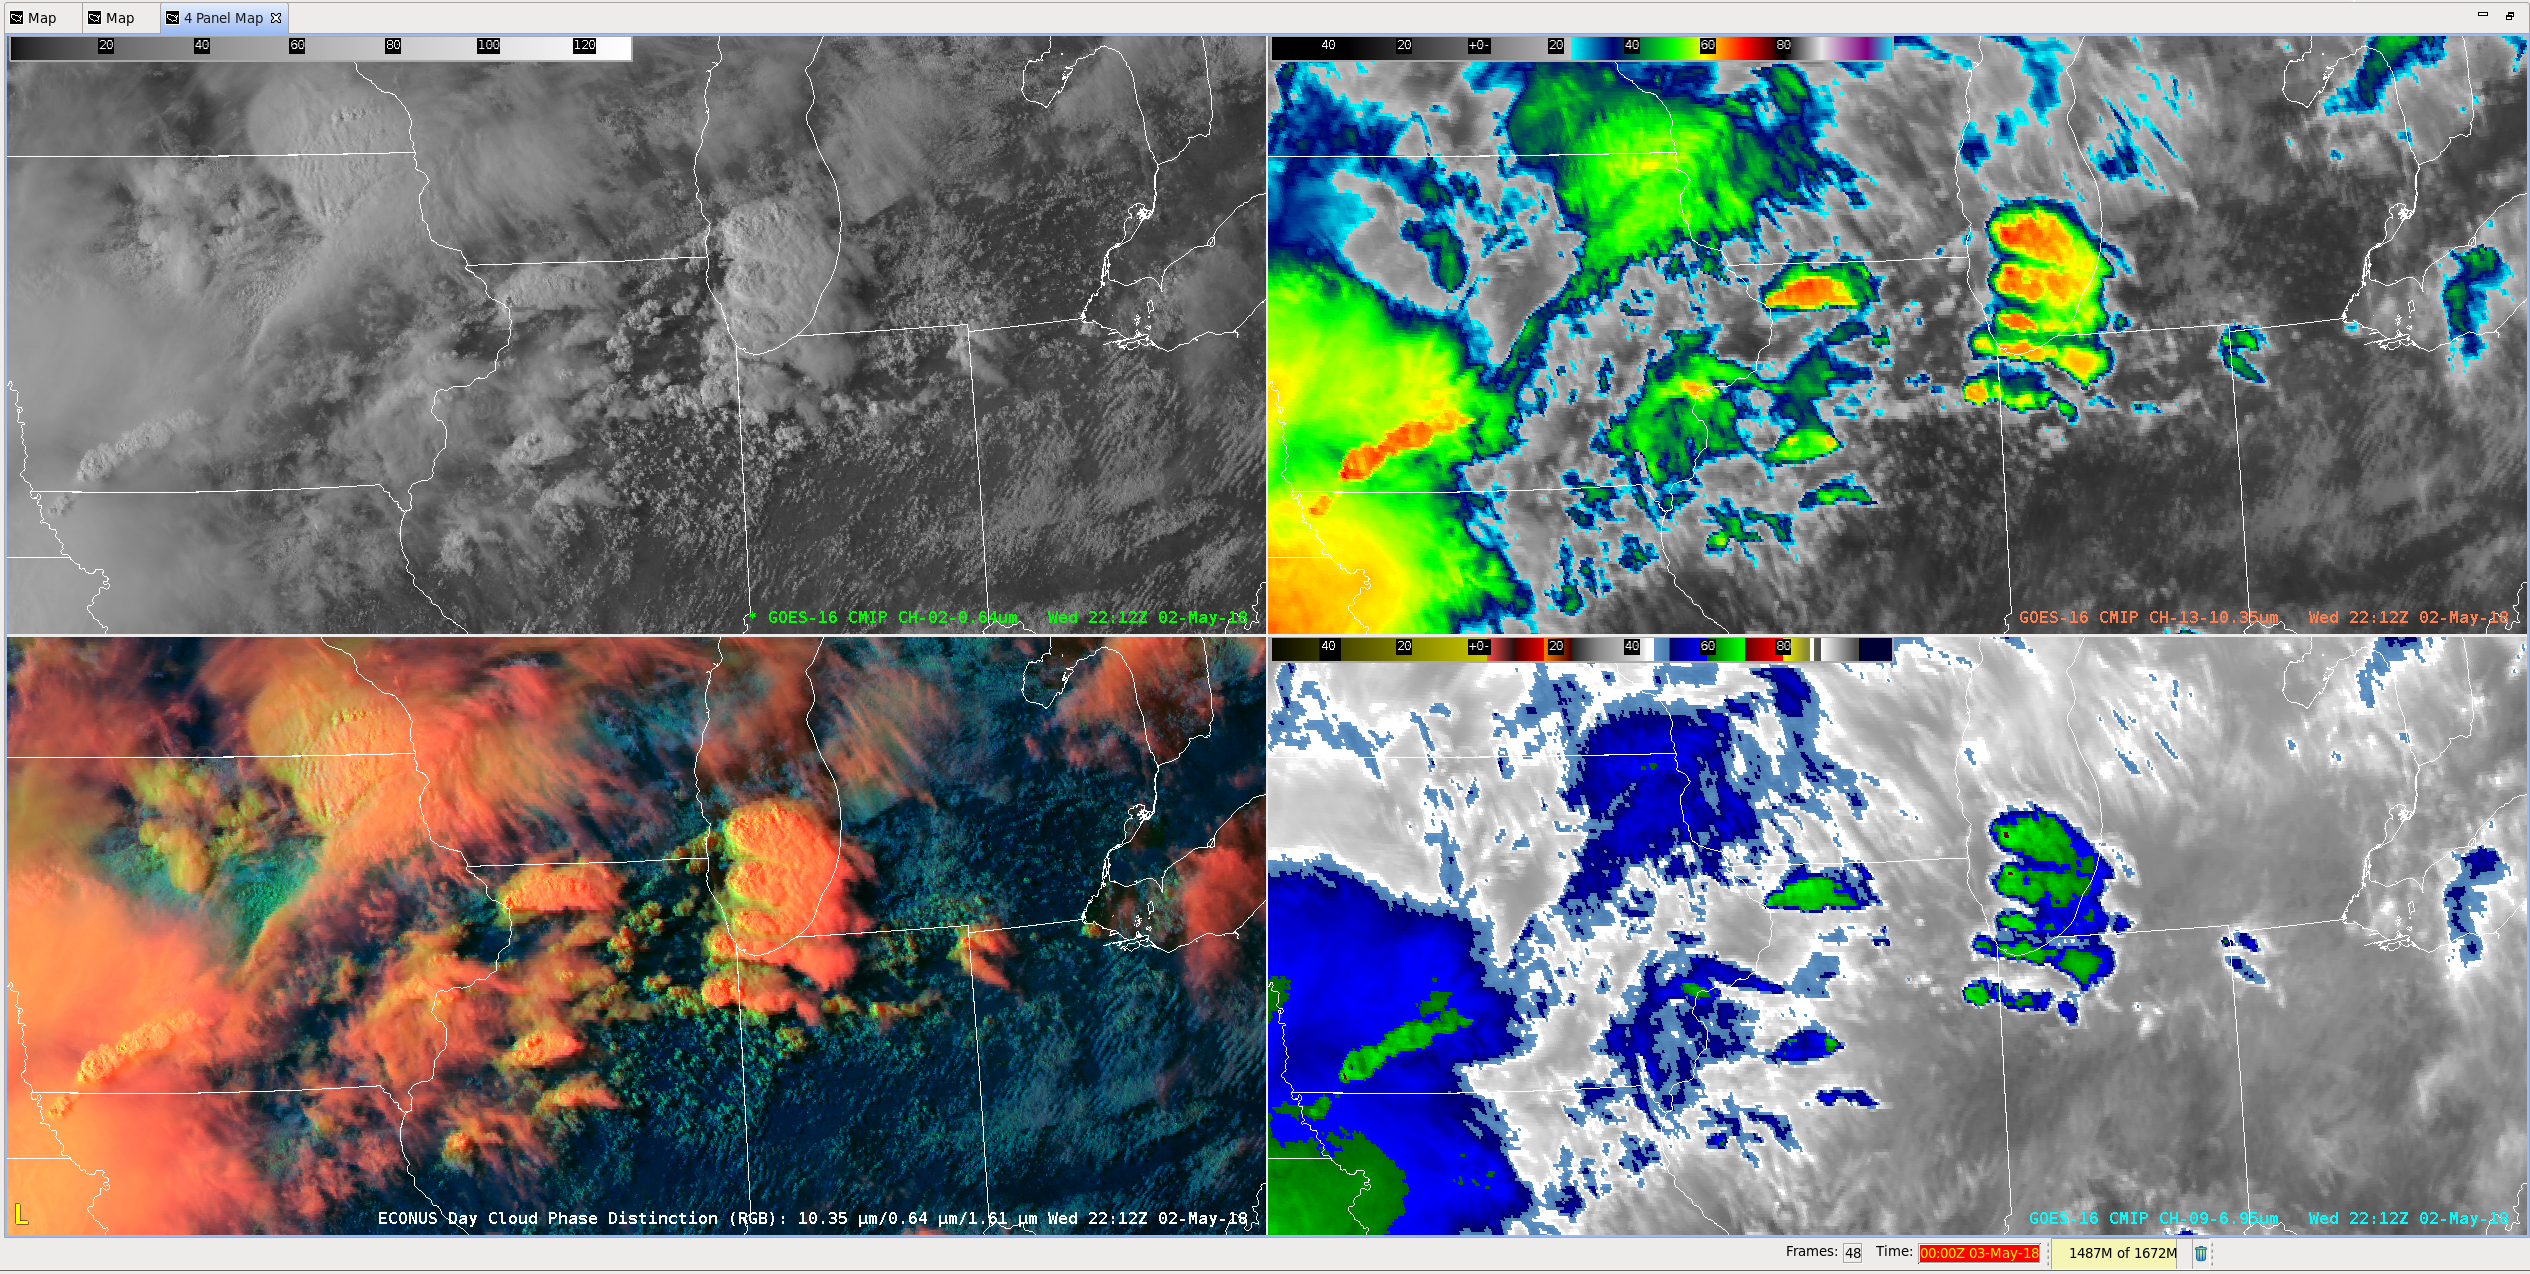 Map Map 4 Panel Map
20 40 60 80 100 120
40 20 +0- 20 40 60 80
* GOES-16 CMIP CH-02-0.64um Wed 22:12Z 02-May-18
GOES-16 CMIP CH-13-10.35um Wed 22:12Z 02-May-18
40 20 +0- 20 40 60 80
L
ECONUS Day Cloud Phase Distinction (RGB): 10.35 µm/0.64 µm/1.61 µm Wed 22:12Z 02-May-18
GOES-16 CMIP CH-09-6.95um Wed 22:12Z 02-May-18
Frames: 48 Time: 00:00Z 03-May-18 1487M of 1672M